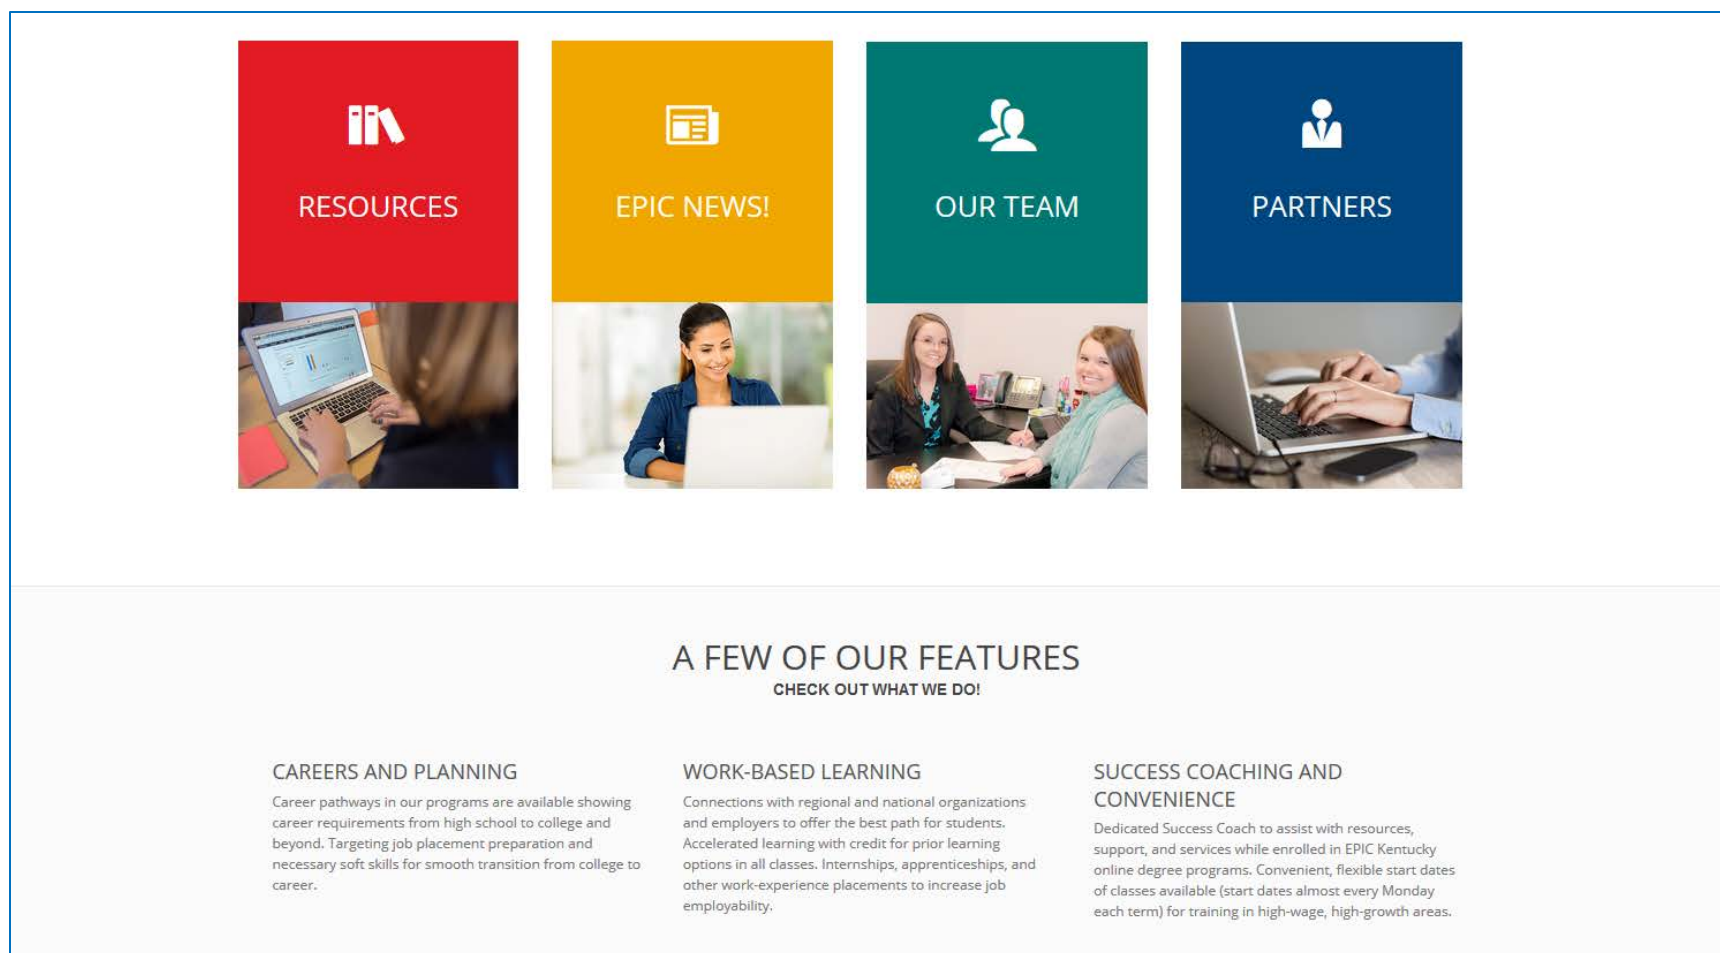 RESOURCES
EPIC NEWS!
OUR TEAM
PARTNERS
A FEW OF OUR FEATURES
CHECK OUT WHAT WE DO!
CAREERS AND PLANNING
Career pathways in our programs are available showing
career requirements from high school to college and
beyond. Targeting job placement preparation and
necessary soft skills for smooth transition from college to
career.
WORK-BASED LEARNING
Connections with regional and national organizations
and employers to offer the best path for students.
Accelerated learning with credit for prior learning
options in all classes. Internships, apprenticeships, and
other work-experience placements to increase job
employability.
SUCCESS COACHING AND
CONVENIENCE
Dedicated Success Coach to assist with resources,
support, and services while enrolled in EPIC Kentucky
online degree programs. Convenient, flexible start dates
of classes available (start dates almost every Monday
each term) for training in high-wage, high-growth areas.